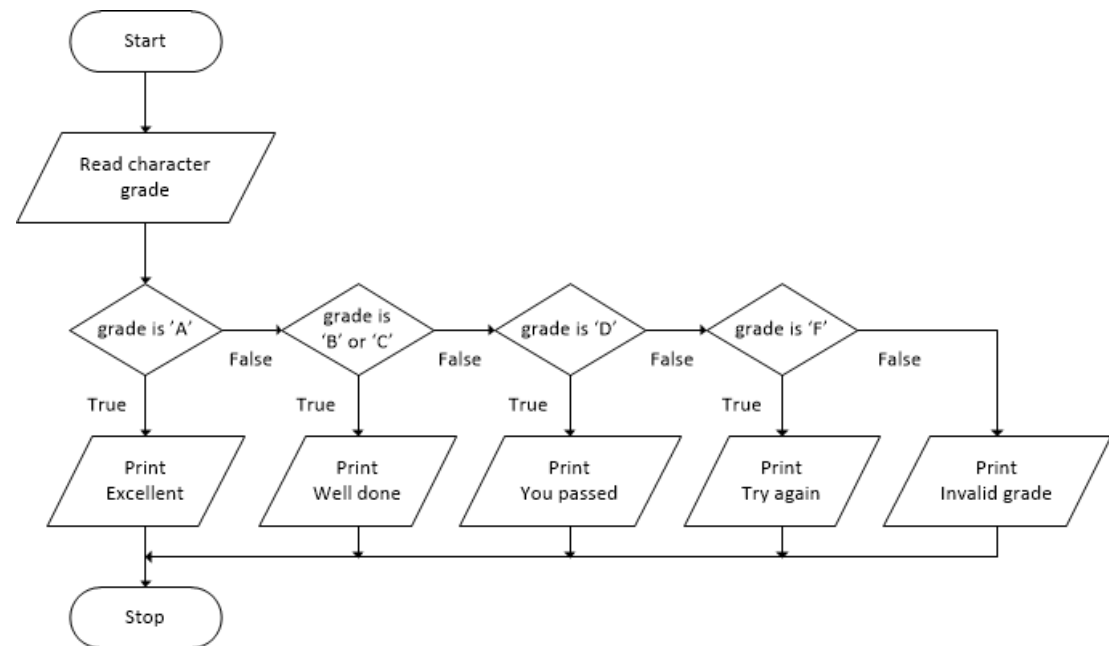 Start
Read character
grade
grade is ’A’
grade is
‘B’ or ‘C’
grade is ‘D’
grade is ‘F’
False
False
False
False
True
True
True
True
Print
Excellent
Print
Well done
Print
You passed
Print
Try again
Print
Invalid grade
Stop